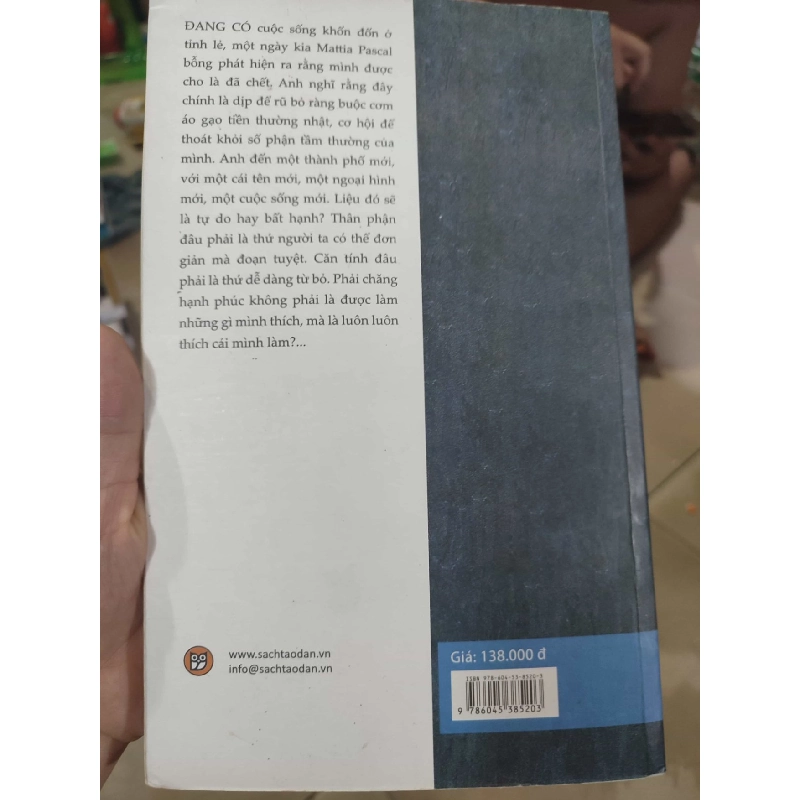 ĐANG CÓ cuộc sống khốn đốn ở
tỉnh lẻ, một ngày kia Mattia Pascal
bỗng phát hiện ra rằng mình được
cho là đã chết. Anh nghĩ rằng đây
chính là dịp để rũ bỏ ràng buộc cơm
áo gạo tiền thường nhật, cơ hội để
thoát khỏi số phận tầm thường của
mình. Anh đến một thành phố mới,
với một cái tên mới, một ngoại hình
mới, một cuộc sống mới. Liệu đó sẽ
là tự do hay bất hạnh? Thân phận
đâu phải là thứ người ta có thể đơn
giản mà đoạn tuyệt. Căn tính đâu
phải là thứ dễ dàng từ bỏ. Phải chăng
hạnh phúc không phải là được làm
những gì mình thích, mà là luôn luôn
thích cái mình làm?...
www.sachtaodan.vn
info@sachtaodan.vn
Giá: 138.000 đ
ISBN 978-604-53-8520-3
9 786045 385203